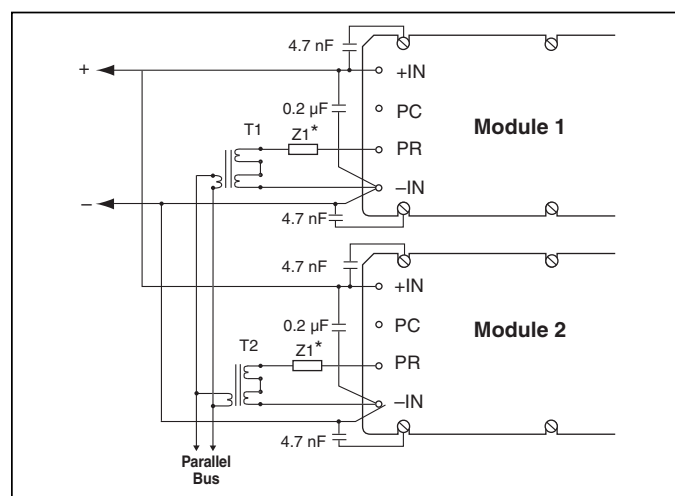 4.7 nF
+
+IN
0.2 µF
PC
T1
Z1*
Module 1
PR
–IN
–
4.7 nF
4.7 nF
+IN
0.2 µF
PC
T2
Z1*
Module 2
PR
–IN
4.7 nF
Parallel
Bus